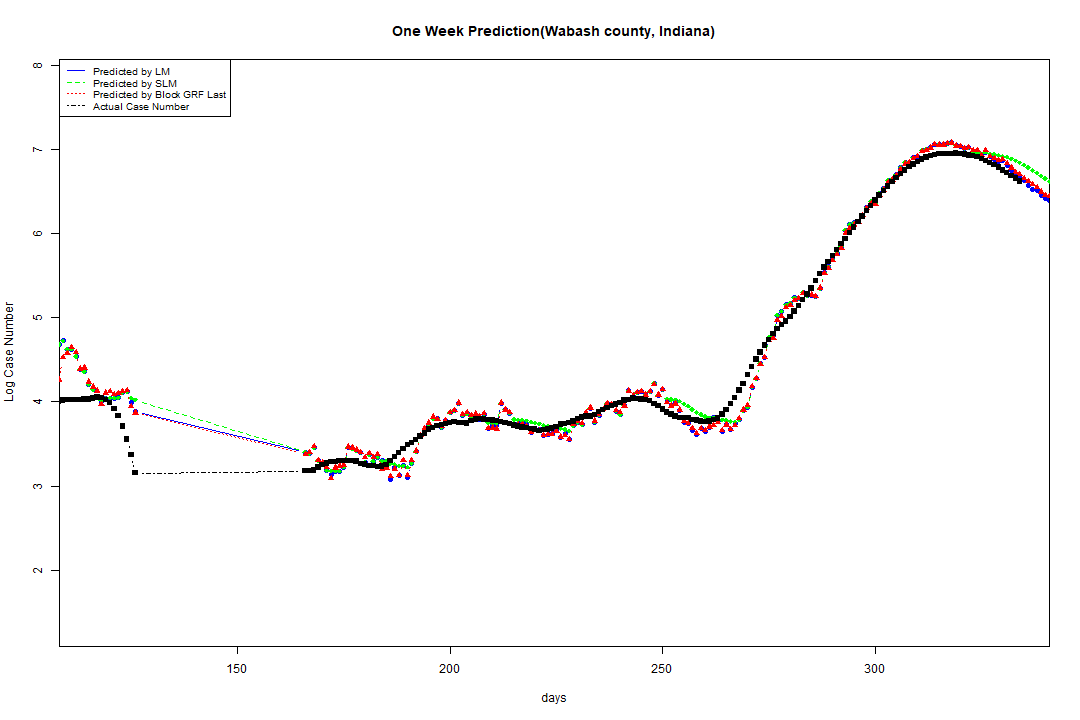 One Week Prediction(Wabash county, Indiana)
Predicted by LM
Predicted by SLM
Predicted by Block GRF Last
Actual Case Number
8
7
6
5
4
3
2
Log Case Number
150 200 250 300
days